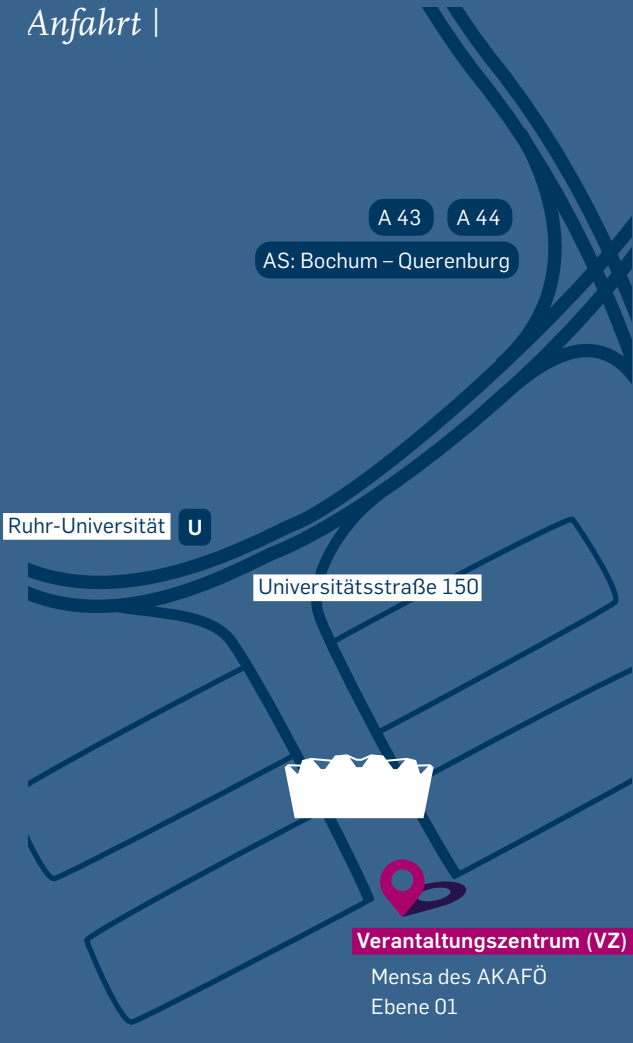 Anfahrt |
A 43 A 44
AS: Bochum – Querenburg
Ruhr-Universität U
Universitätsstraße 150
Verantaltungszentrum (VZ)
Mensa des AKAFÖ
Ebene 01